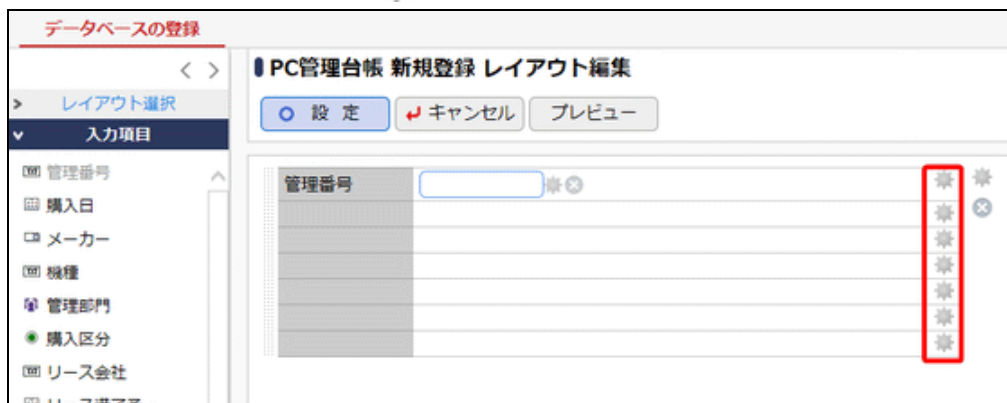 データベースの登録
レイアウト選択
入力項目
管理番号
購入日
メーカー
機種
管理部門
購入区分
リース会社
PC管理台帳 新規登録 レイアウト編集
設 定
キャンセル
プレビュー
管理番号